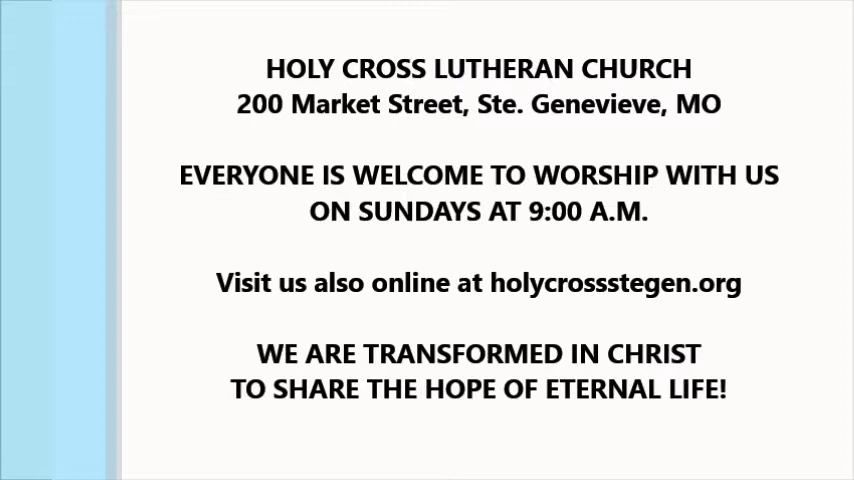 HOLY CROSS LUTHERAN CHURCH
200 Market Street, Ste. Genevieve, MO
EVERYONE IS WELCOME TO WORSHIP WITH US
ON SUNDAYS AT 9:00 A.M.
Visit us also online at holycrossstegen.org
WE ARE TRANSFORMED IN CHRIST
TO SHARE THE HOPE OF ETERNAL LIFE!